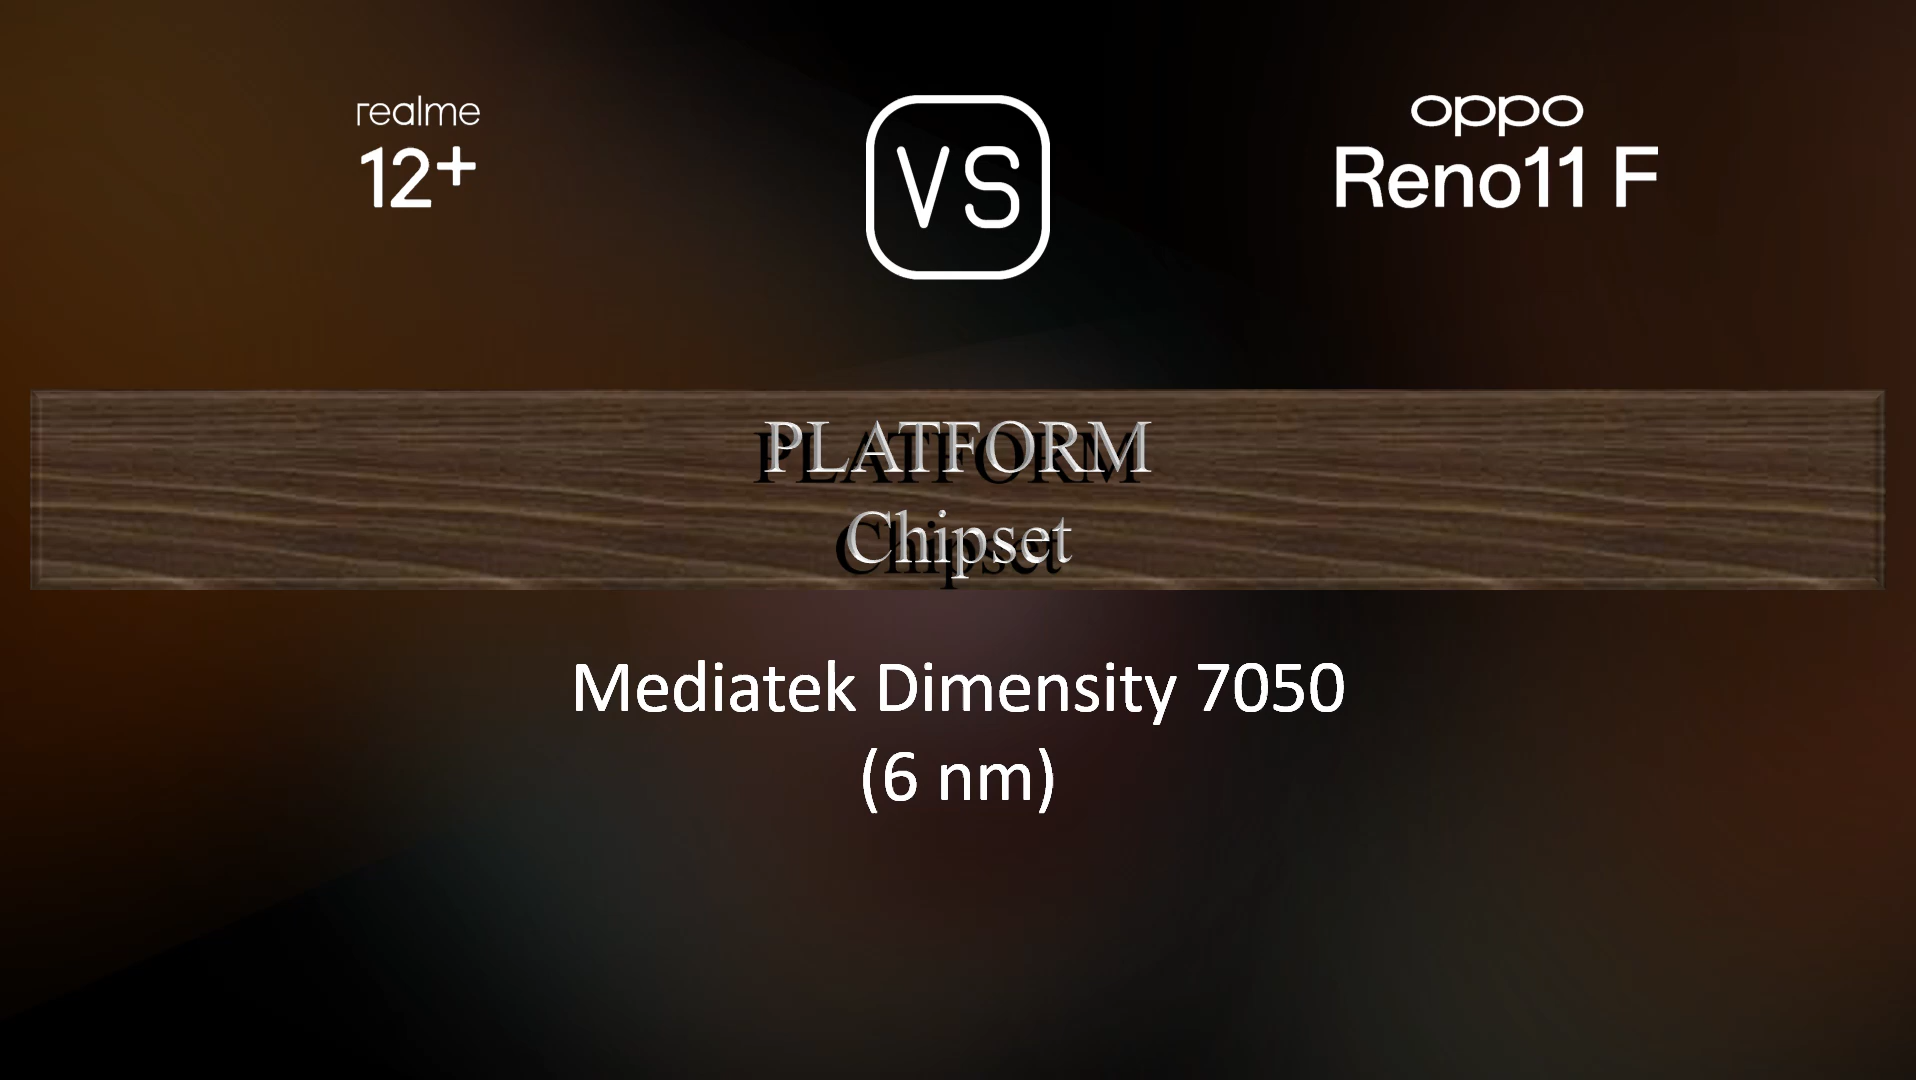 realme
12+
VS
oppo
Reno11 F
PLATFORM
Chipset
Mediatek Dimensity 7050
(6 nm)